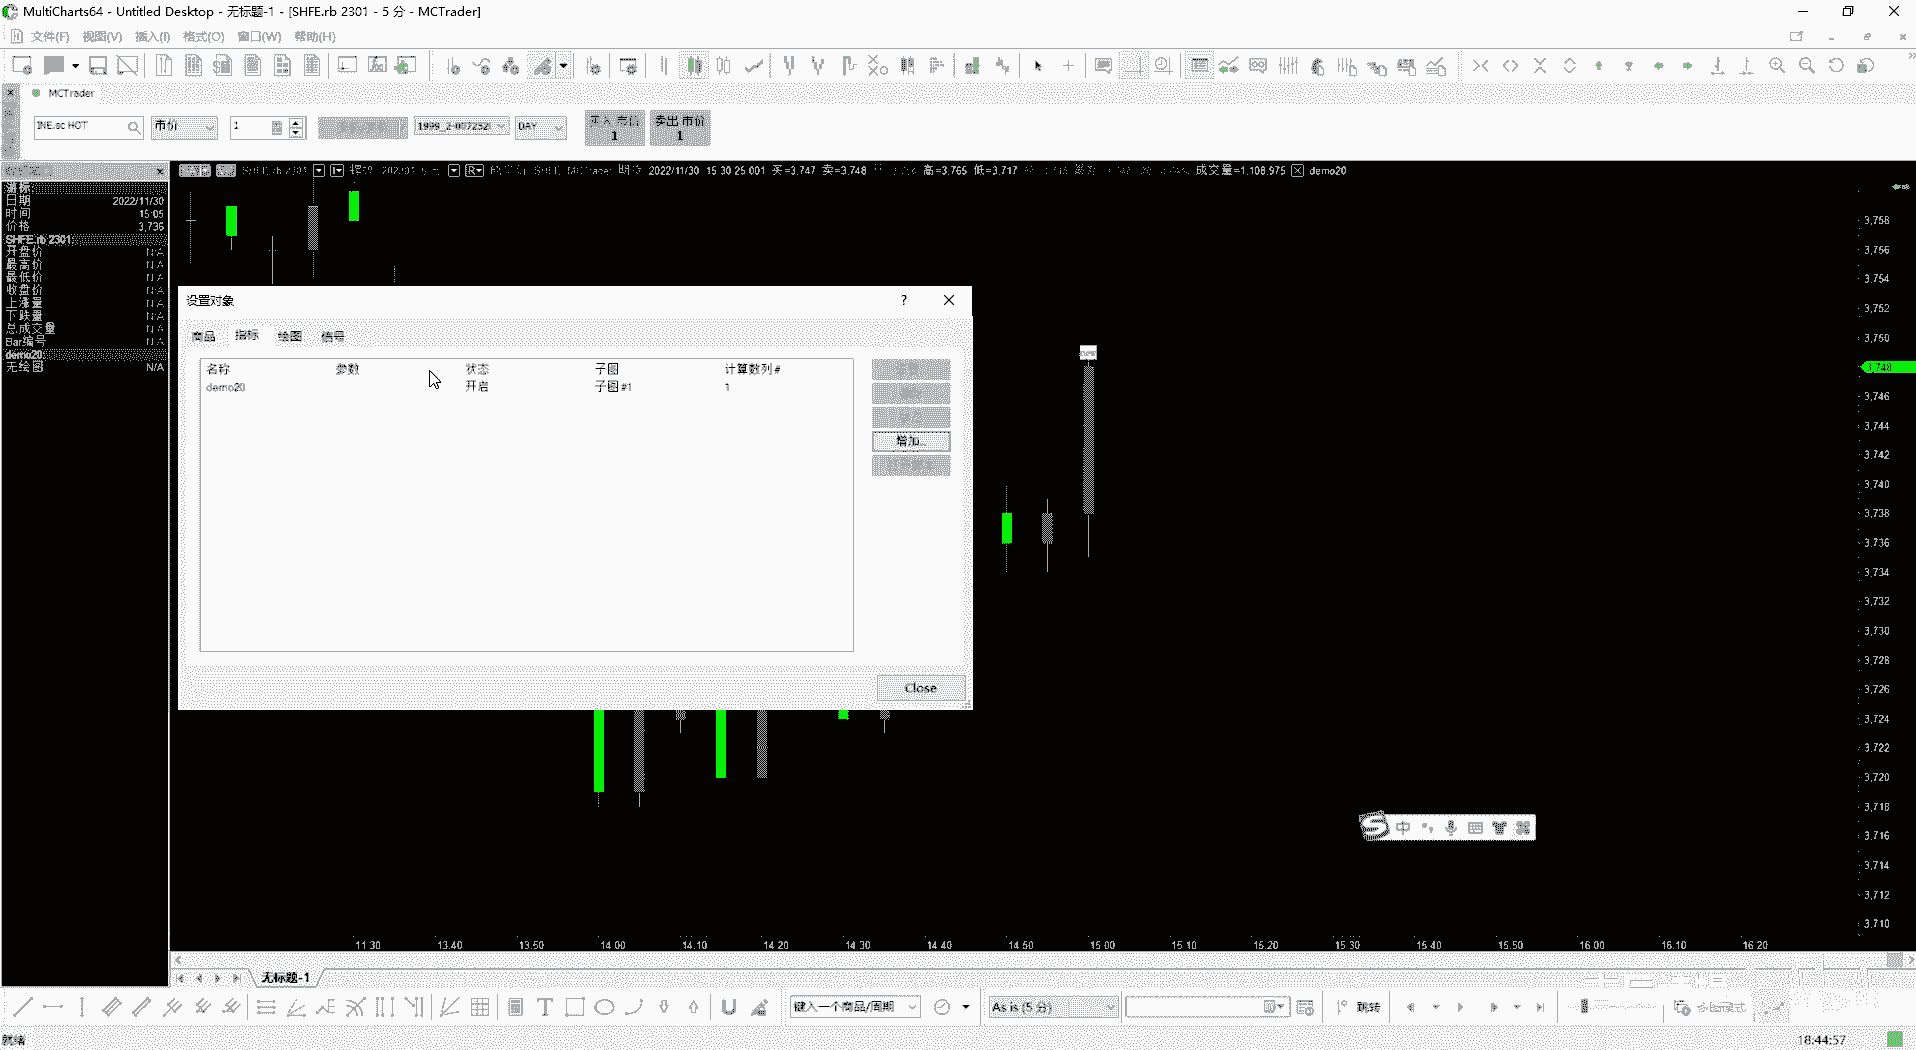 MultiCharts64 - Untitled Desktop - 无标题-1 - [SHFE.rb 2301 - 5 分 - MCTrader]
文件(F) 视图(V) 插入(I) 格式(O) 窗口(W) 帮助(H)
MCTrader
INE.sc HOT 市价 1 DAY
卖出 市价
1 1
2022/11/30 15:30:25.001 买=3,747 卖=3,748 高=3,765 低=3,717 成交量=1,108,975 demo20
游标:
日期 2022/11/30
时间 15:05
价格 3,736
SHFE.rb 2301:
开盘价 N/A
最高价 N/A
最低价 N/A
收盘价 N/A
上涨量 N/A
下跌量 N/A
总成交量 N/A
Bar编号 N/A
demo20:
无绘图 N/A
设置对象
商品 指标 绘图 信号
名称 参数 状态 子图 计算数列 #
demo20 开启 子图 #1 1
增加...
Close
new
3,758
3,756
3,754
3,752
3,750
3,748
3,746
3,744
3,742
3,740
3,738
3,736
3,734
3,732
3,730
3,728
3,726
3,724
3,722
3,720
3,718
3,716
3,714
3,712
3,710
中
11:30 13:40 13:50 14:00 14:10 14:20 14:30 14:40 14:50 15:00 15:10 15:20 15:30 15:40 15:50 16:00 16:10 16:20
无标题-1
键入一个商品/周期 As is (5 分) 跳转 多图模式
就绪 18:44:57